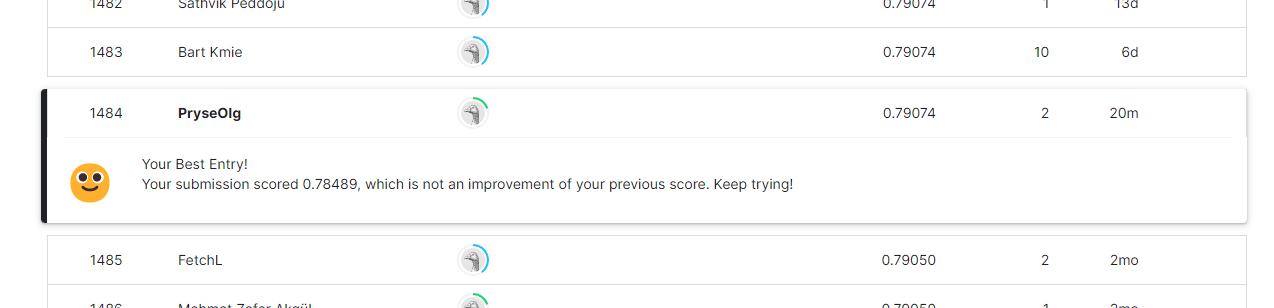 1482 Sathvik Peddoju 0.79074 1 13d
1483 Bart Kmie 0.79074 10 6d
1484 PryseOlg 0.79074 2 20m
Your Best Entry!
Your submission scored 0.78489, which is not an improvement of your previous score. Keep trying!
1485 FetchL 0.79050 2 2mo
1486 Mehmet Zafer Akgül 0.79050 1 2mo